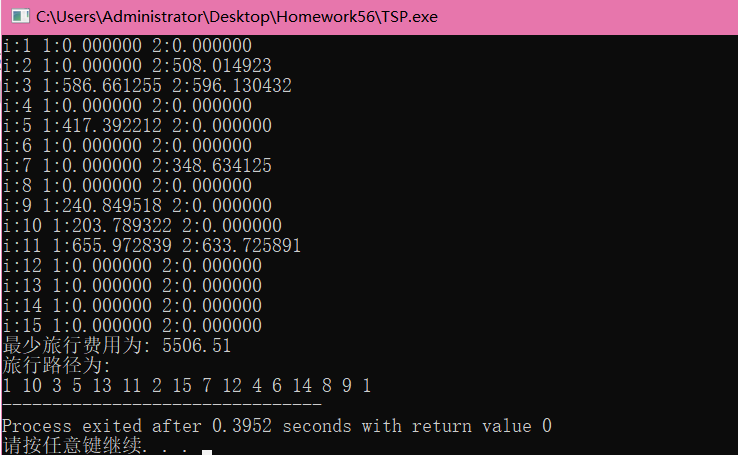 C:\Users\Administrator\Desktop\Homework56\TSP.exe
i:1 1:0.000000 2:0.000000
i:2 1:0.000000 2:508.014923
i:3 1:586.661255 2:596.130432
i:4 1:0.000000 2:0.000000
i:5 1:417.392212 2:0.000000
i:6 1:0.000000 2:0.000000
i:7 1:0.000000 2:348.634125
i:8 1:0.000000 2:0.000000
i:9 1:240.849518 2:0.000000
i:10 1:203.789322 2:0.000000
i:11 1:655.972839 2:633.725891
i:12 1:0.000000 2:0.000000
i:13 1:0.000000 2:0.000000
i:14 1:0.000000 2:0.000000
i:15 1:0.000000 2:0.000000
最少旅行费用为: 5506.51
旅行路径为:
1 10 3 5 13 11 2 15 7 12 4 6 14 8 9 1
--------------------------------
Process exited after 0.3952 seconds with return value 0
请按任意键继续. . .